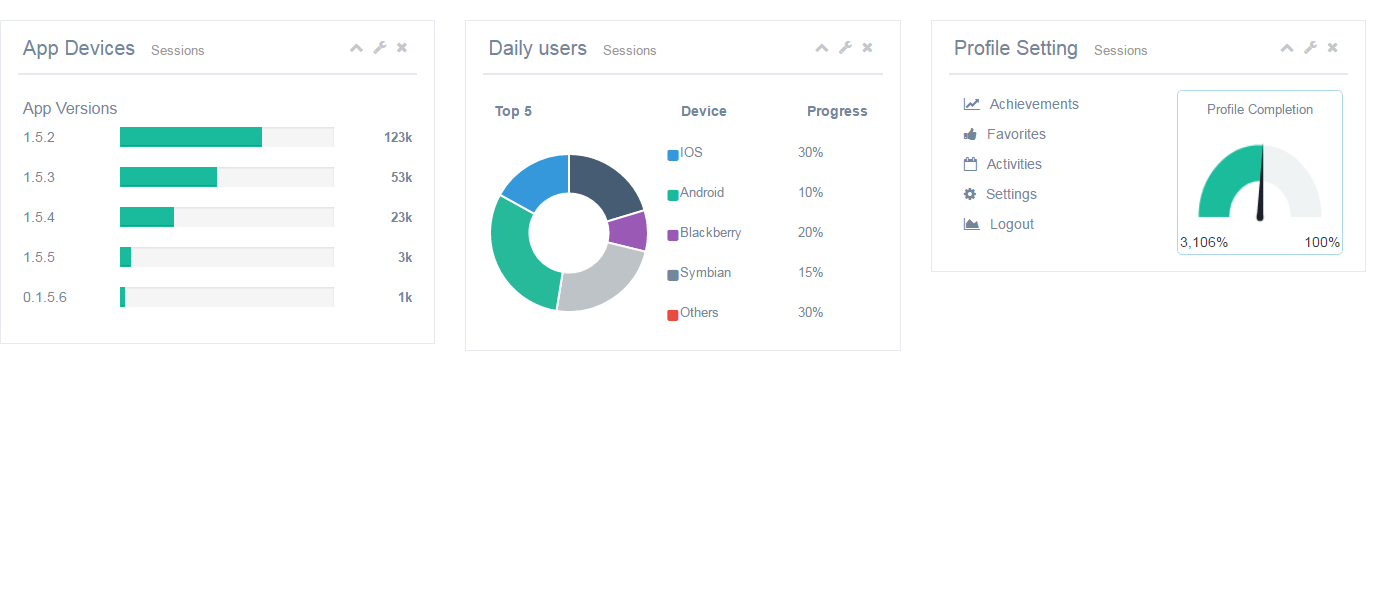 App Devices Sessions
App Versions
1.5.2 123k
1.5.3 53k
1.5.4 23k
1.5.5 3k
0.1.5.6 1k
Daily users Sessions
Top 5 Device Progress
IOS 30%
Android 10%
Blackberry 20%
Symbian 15%
Others 30%
Profile Setting Sessions
Achievements
Favorites
Activities
Settings
Logout
Profile Completion
3,106% 100%